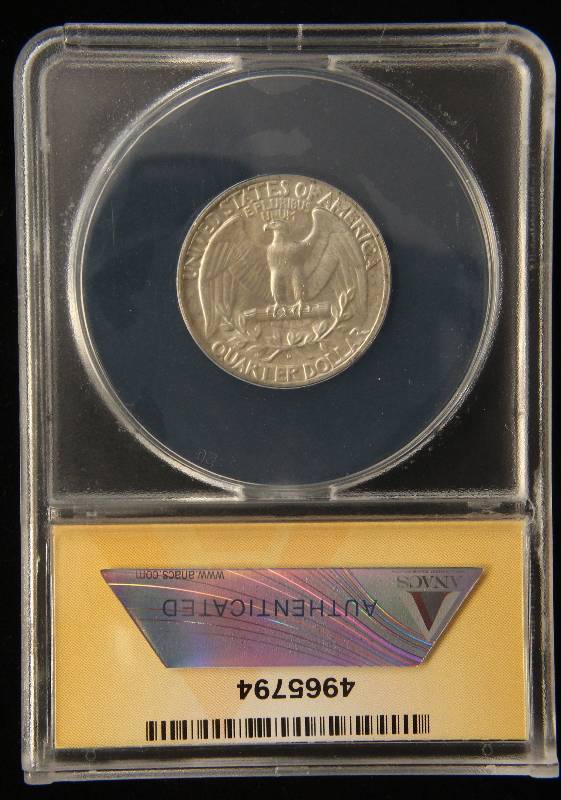 UNITED STATES OF AMERICA
E PLURIBUS
UNUM
QUARTER DOLLAR
ANACS
www.anacs.com
AUTHENTICATED
4965794